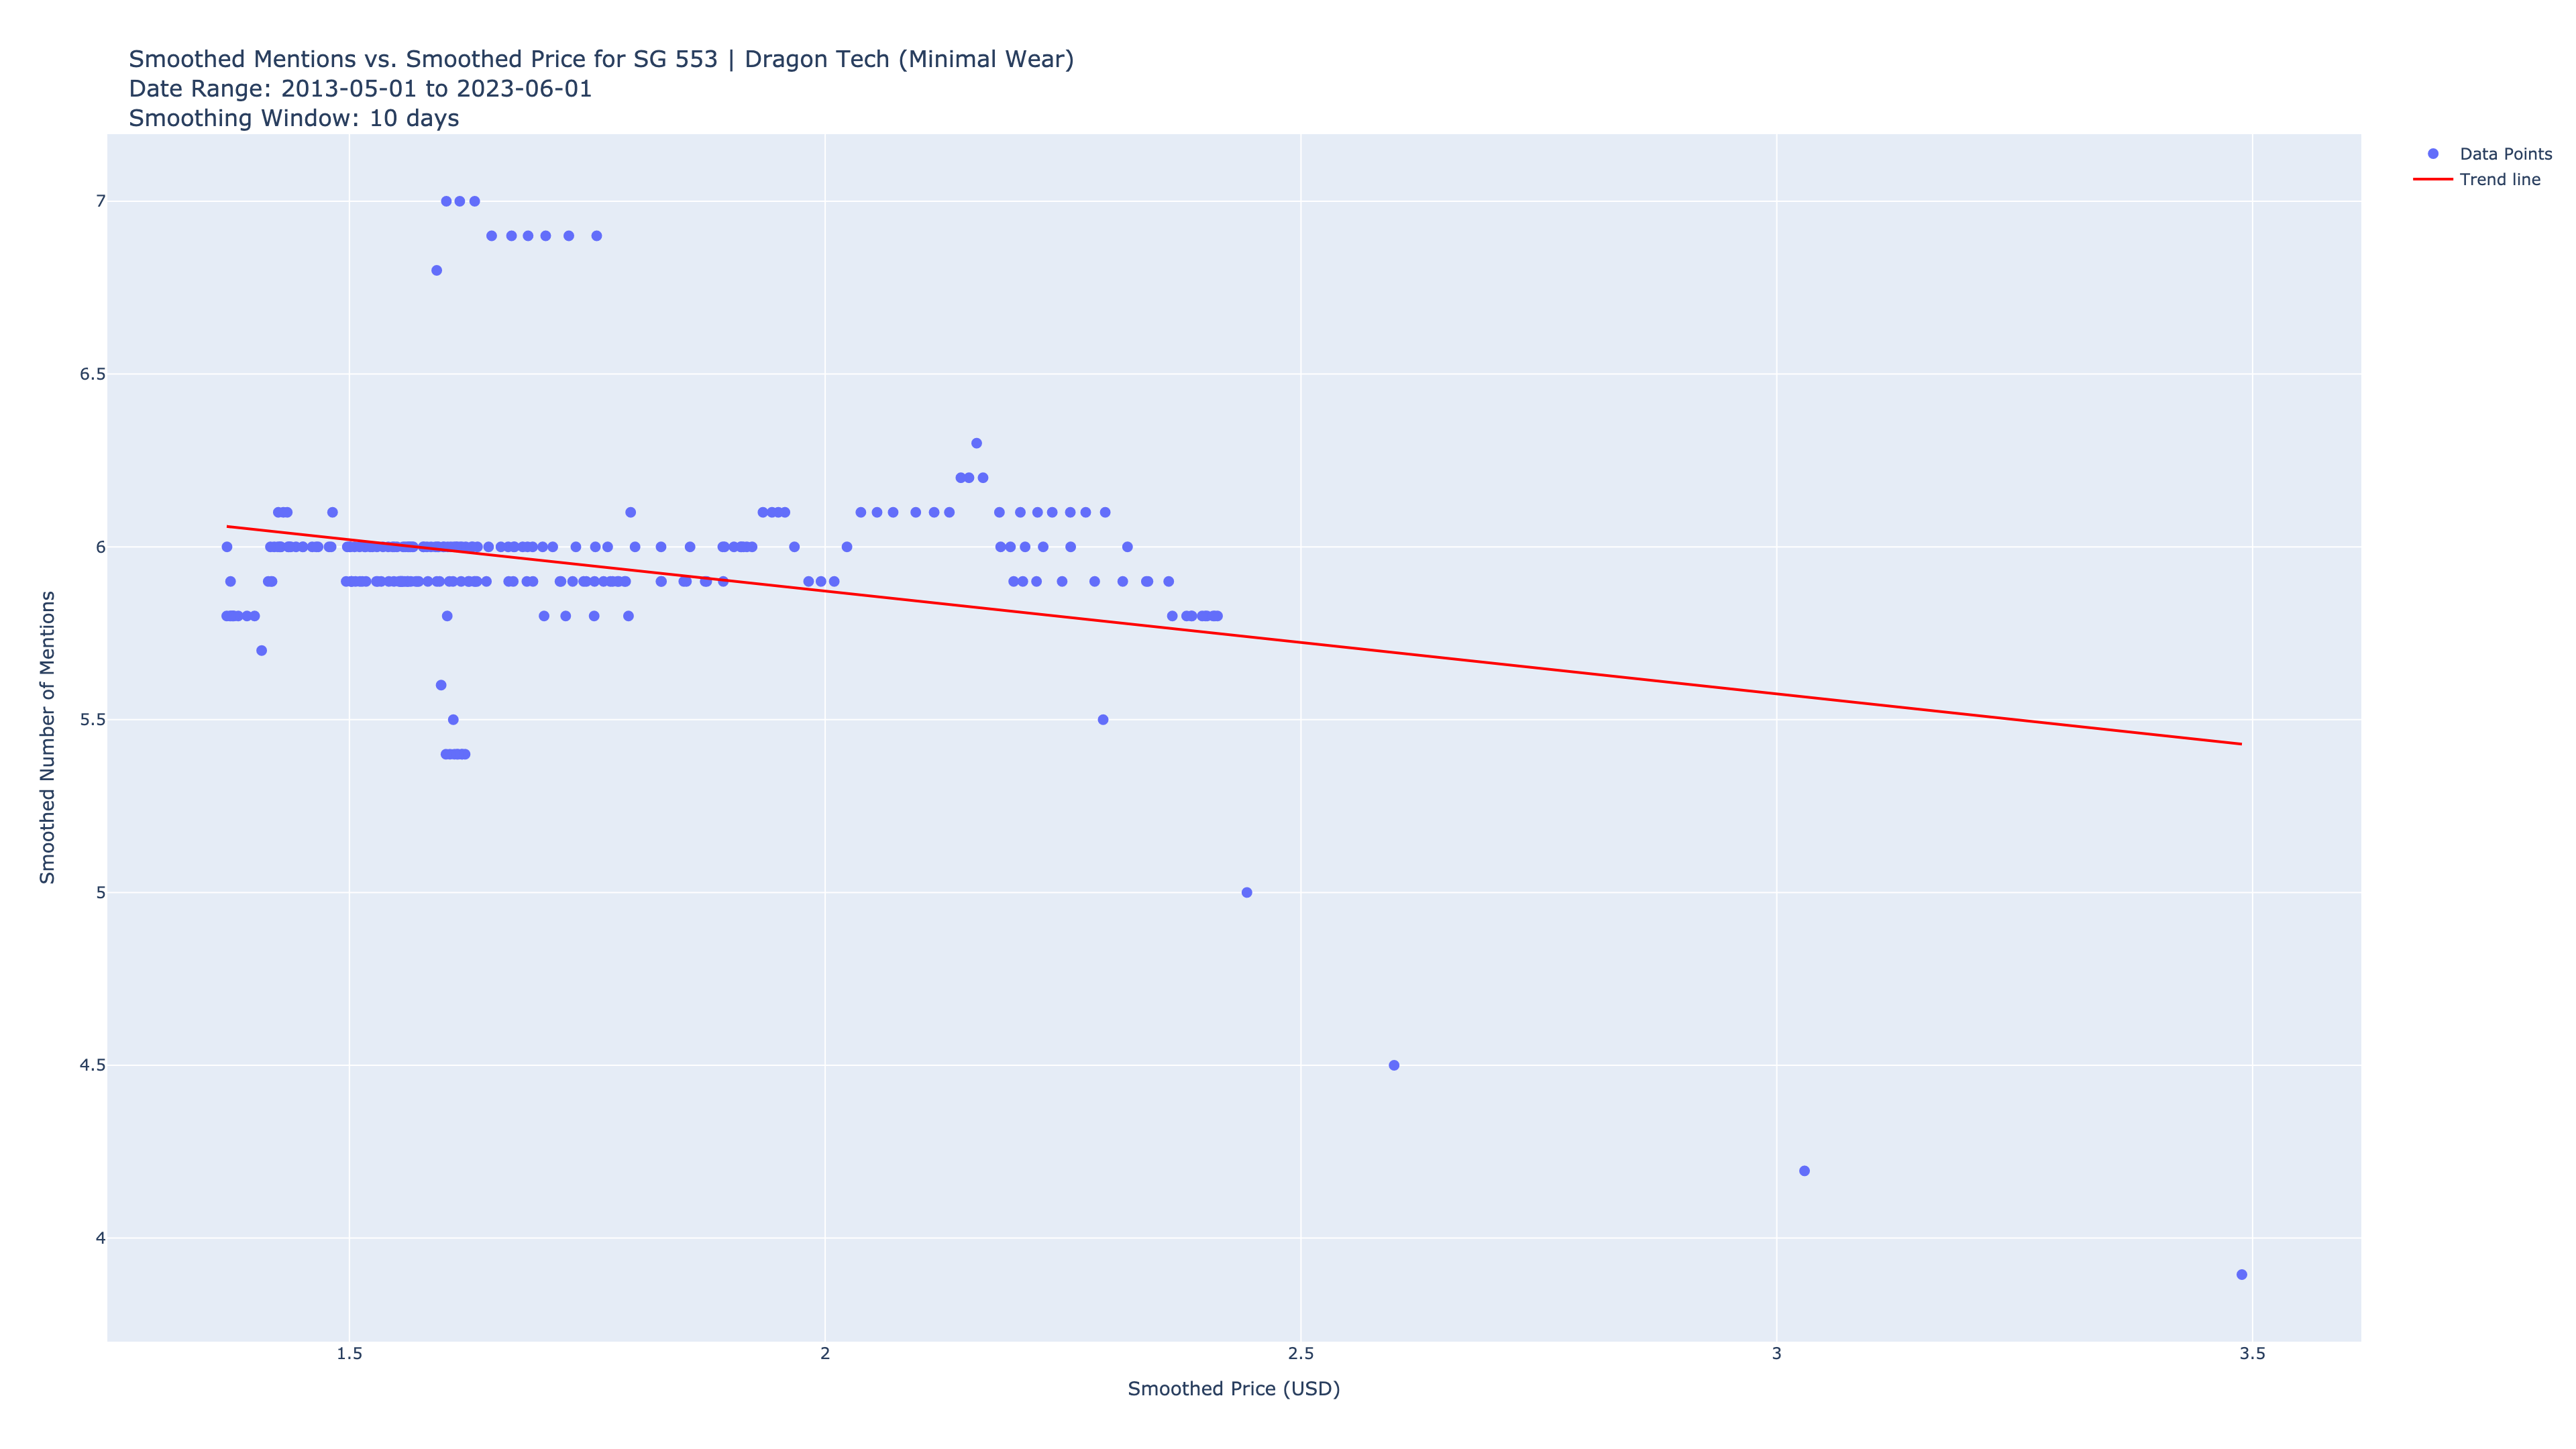 Smoothed Mentions vs. Smoothed Price for SG 553 | Dragon Tech (Minimal Wear)
Date Range: 2013-05-01 to 2023-06-01
Smoothing Window: 10 days
Data Points
Trend line
7
6.5
6
5.5
5
4.5
4
Smoothed Number of Mentions
1.5
2
2.5
3
3.5
Smoothed Price (USD)